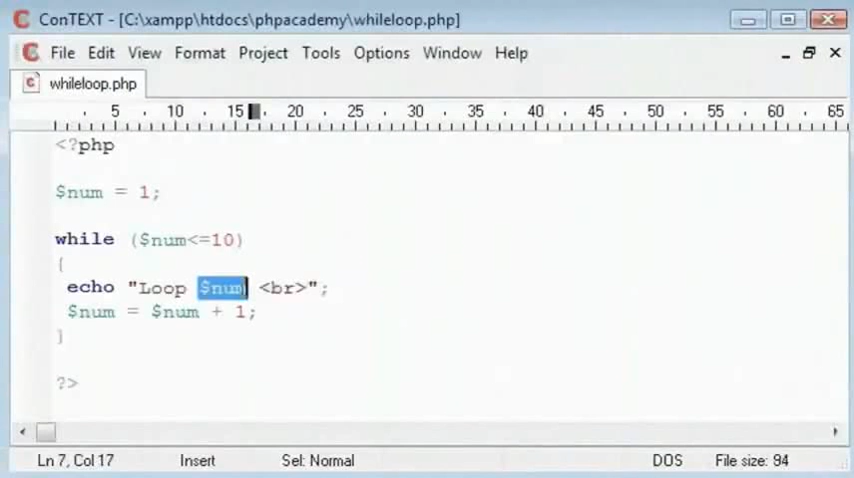 ConTEXT - [C:\xampp\htdocs\phpacademy\whileloop.php]
File Edit View Format Project Tools Options Window Help
whileloop.php
5 10 15 20 25 30 35 40 45 50 55 60 65
<?php
$num = 1;
while ($num<=10)
{
echo "Loop $num <br>";
$num = $num + 1;
}
?>
Ln 7, Col 17 Insert Sel: Normal DOS File size: 94